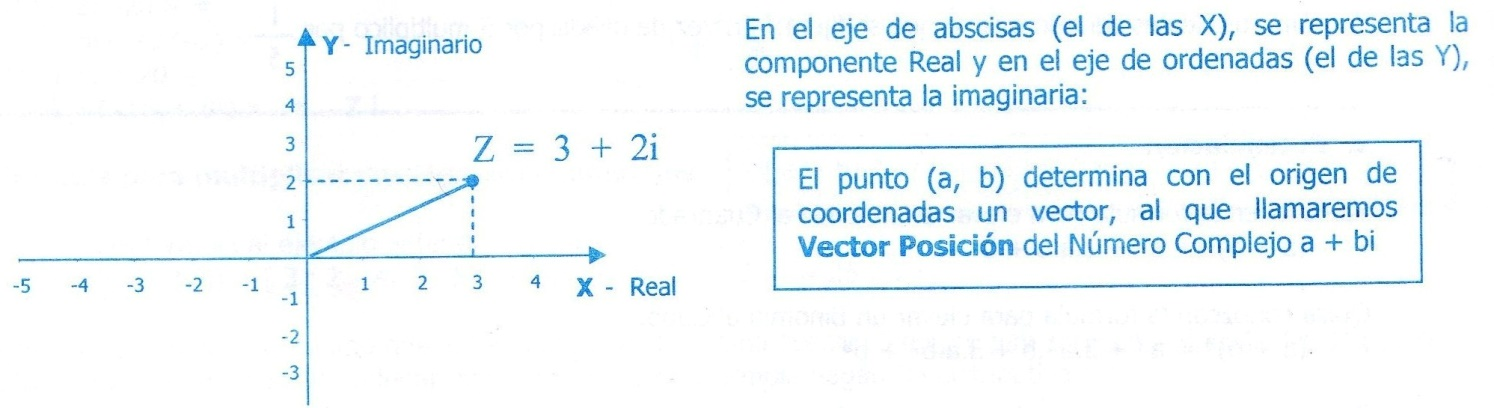 Y - Imaginario
5
4
3
2
1
Z = 3 + 2i
-5 -4 -3 -2 -1 1 2 3 4 X - Real
-1
-2
-3
En el eje de abscisas (el de las X), se representa la
componente Real y en el eje de ordenadas (el de las Y),
se representa la imaginaria:
El punto (a, b) determina con el origen de
coordenadas un vector, al que llamaremos
Vector Posición del Número Complejo a + bi